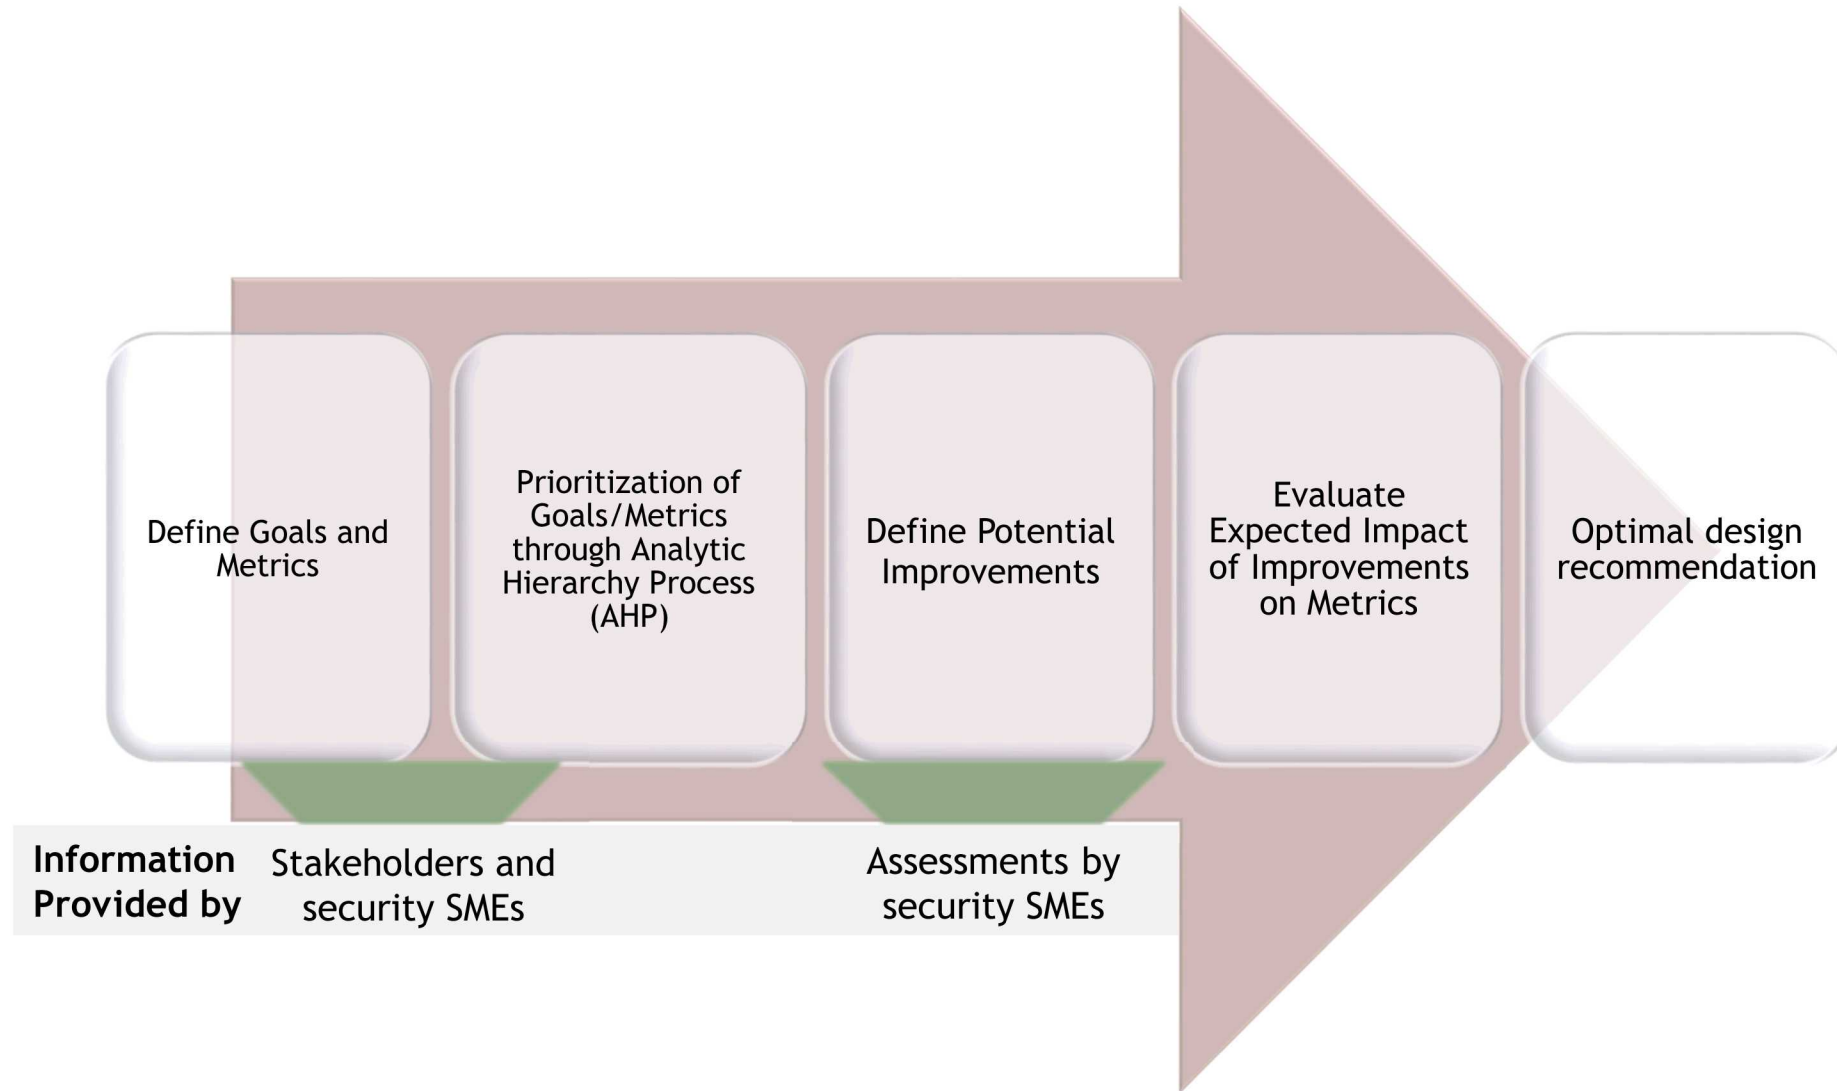 Define Goals and
Metrics
Prioritization of
Goals/Metrics
through Analytic
Hierarchy Process
(AHP)
Define Potential
Improvements
Evaluate
Expected Impact
of Improvements
on Metrics
Optimal design
recommendation
Information
Provided by
Stakeholders and
security SMEs
Assessments by
security SMEs